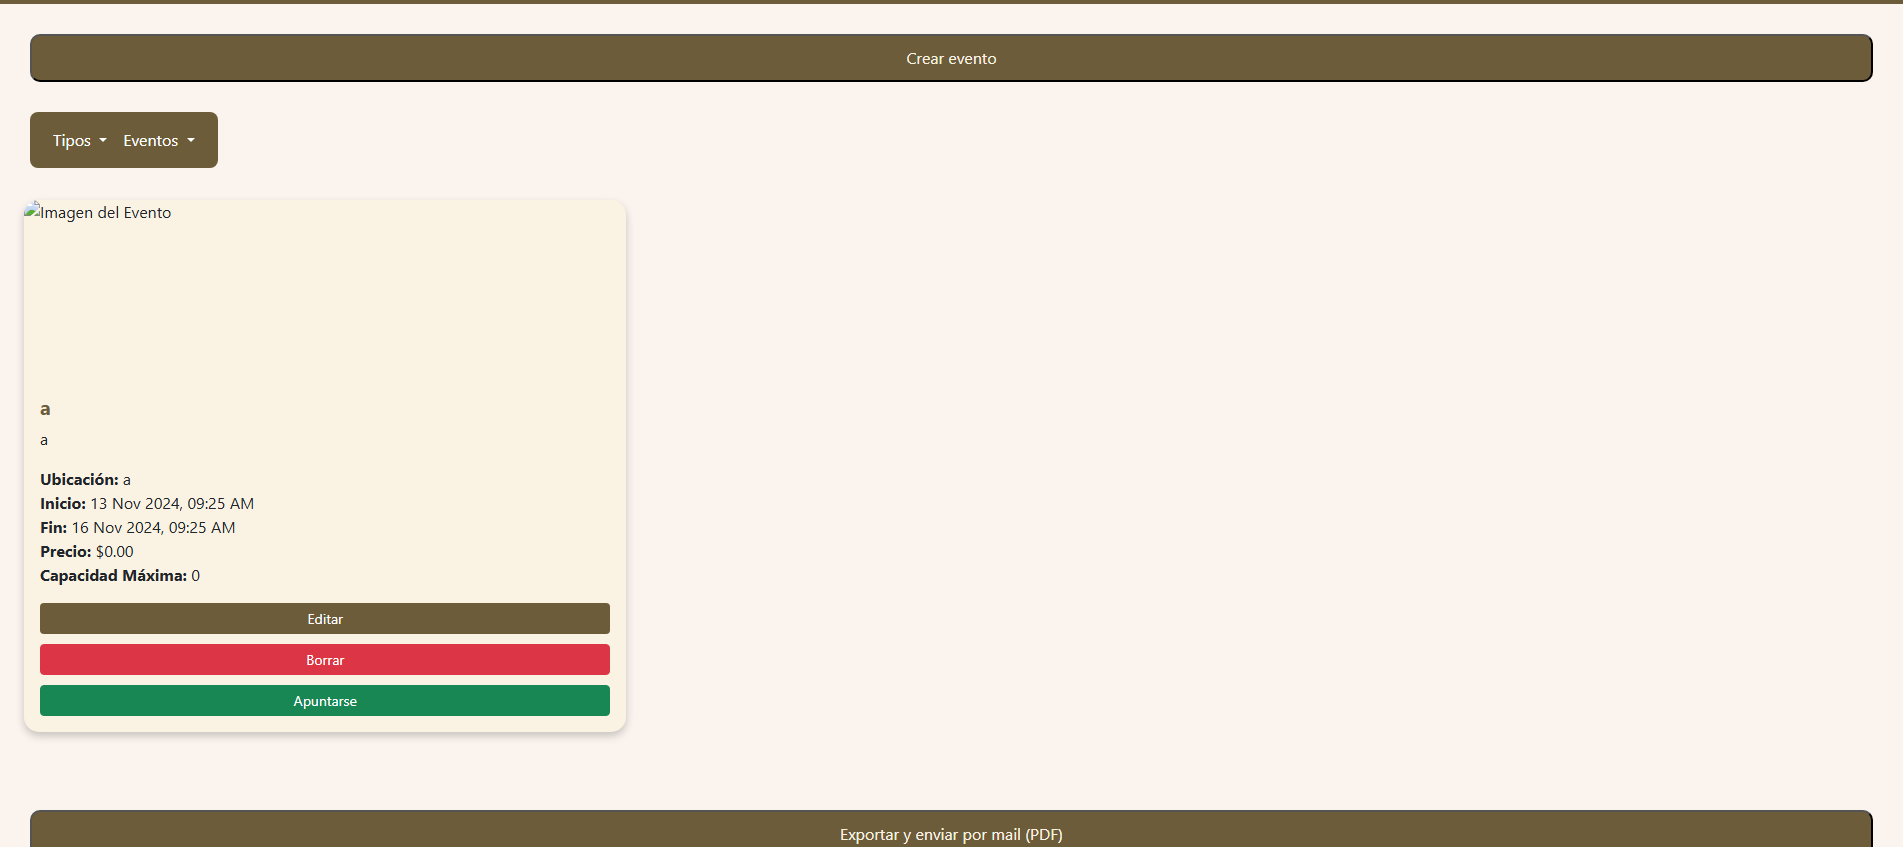 Crear evento
Tipos Eventos
Imagen del Evento
a
a
Ubicación: a
Inicio: 13 Nov 2024, 09:25 AM
Fin: 16 Nov 2024, 09:25 AM
Precio: $0.00
Capacidad Máxima: 0
Editar
Borrar
Apuntarse
Exportar y enviar por mail (PDF)